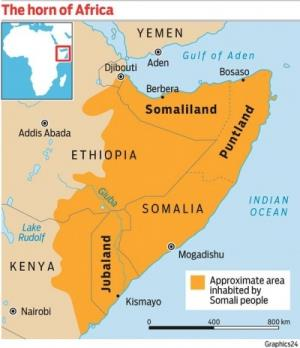 The horn of Africa
YEMEN
Gulf of Aden
Aden
Djibouti
Bosaso
Berbera
Somaliland
Puntland
Addis Abada
ETHIOPIA
Giuba
SOMALIA
INDIAN
OCEAN
Lake
Rudolf
Jubaland
Mogadishu
KENYA
Approximate area
inhabited by
Somali people
Kismayo
Nairobi
0 400 800 km
Graphics24